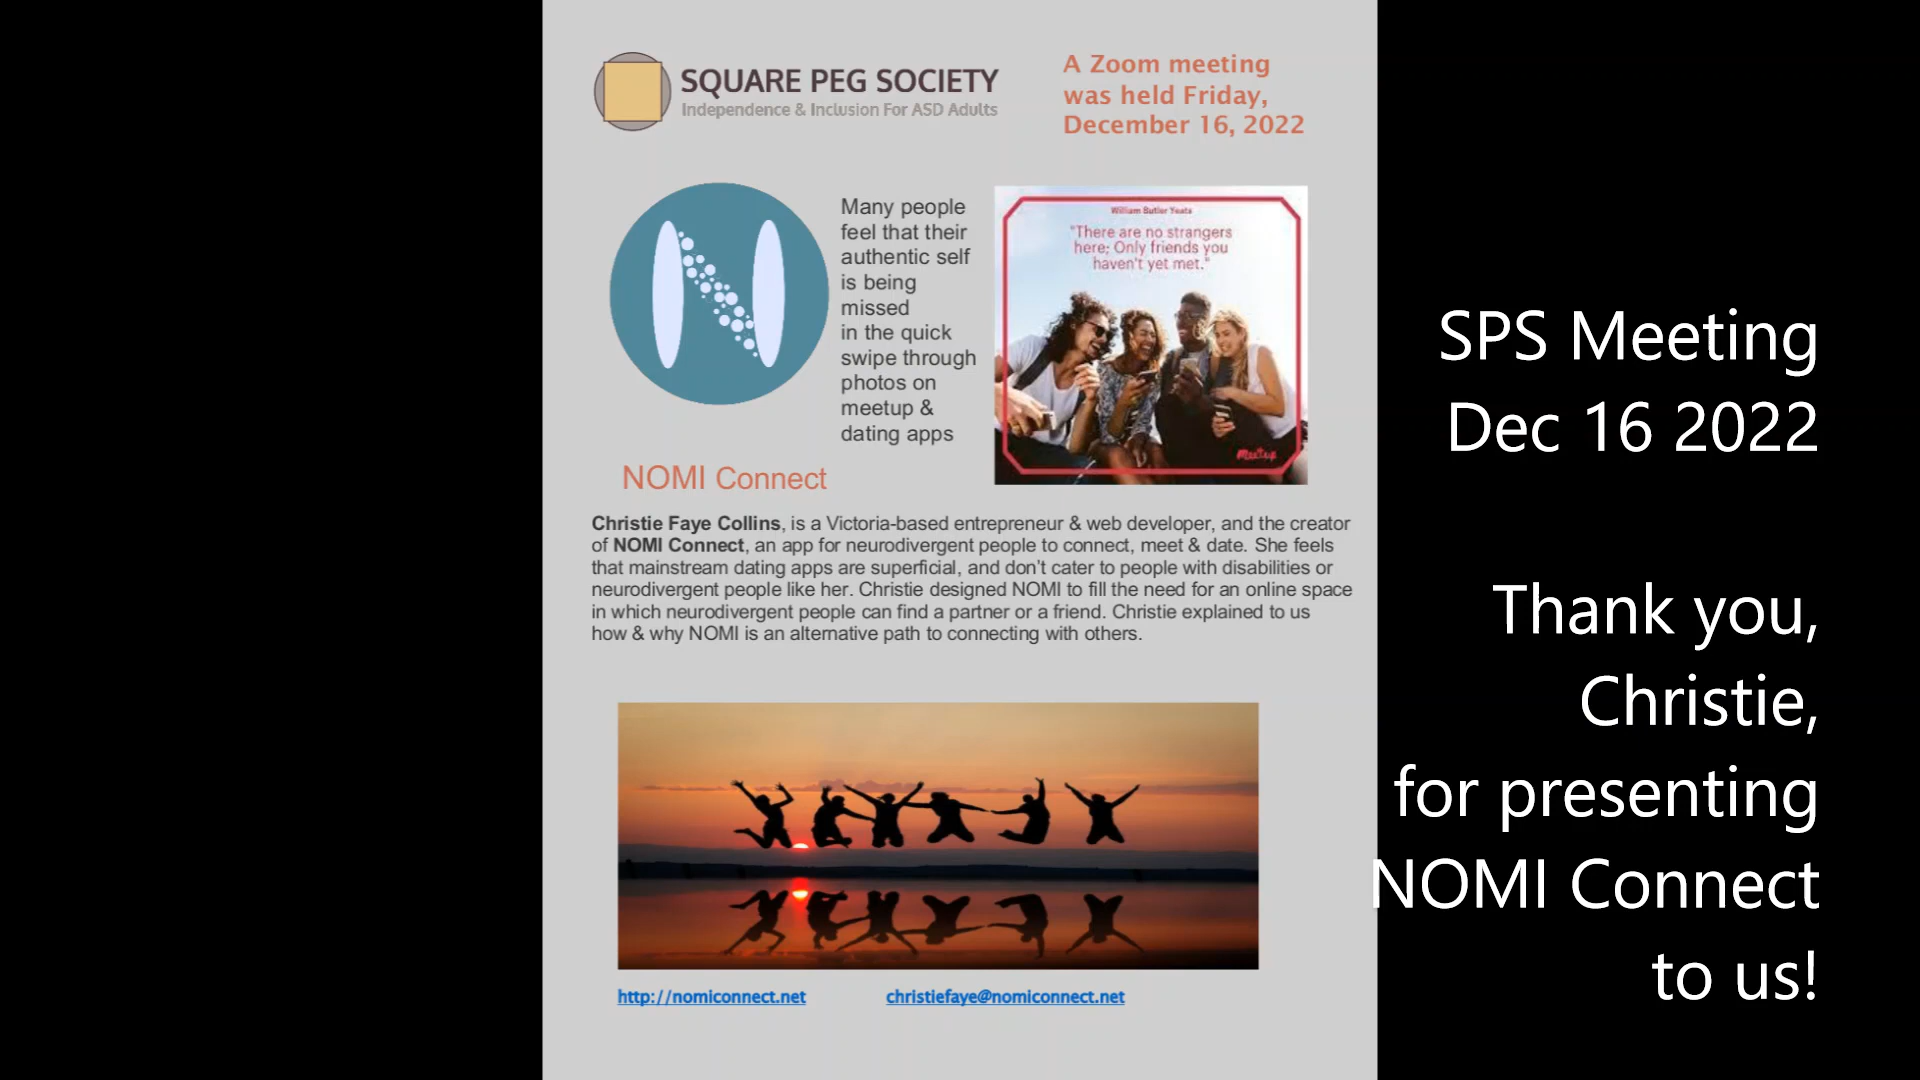 SQUARE PEG SOCIETY
Independence & Inclusion For ASD Adults
A Zoom meeting
was held Friday,
December 16, 2022
Many people
feel that their
authentic self
is being
missed
in the quick
swipe through
photos on
meetup &
dating apps
NOMI Connect
William Butler Yeats
"There are no strangers
here; Only friends you
haven't yet met."
Meetup
Christie Faye Collins, is a Victoria-based entrepreneur & web developer, and the creator
of NOMI Connect, an app for neurodivergent people to connect, meet & date. She feels
that mainstream dating apps are superficial, and don't cater to people with disabilities or
neurodivergent people like her. Christie designed NOMI to fill the need for an online space
in which neurodivergent people can find a partner or a friend. Christie explained to us
how & why NOMI is an alternative path to connecting with others.
http://nomiconnect.net
christiefaye@nomiconnect.net
SPS Meeting
Dec 16 2022
Thank you,
Christie,
for presenting
NOMI Connect
to us!